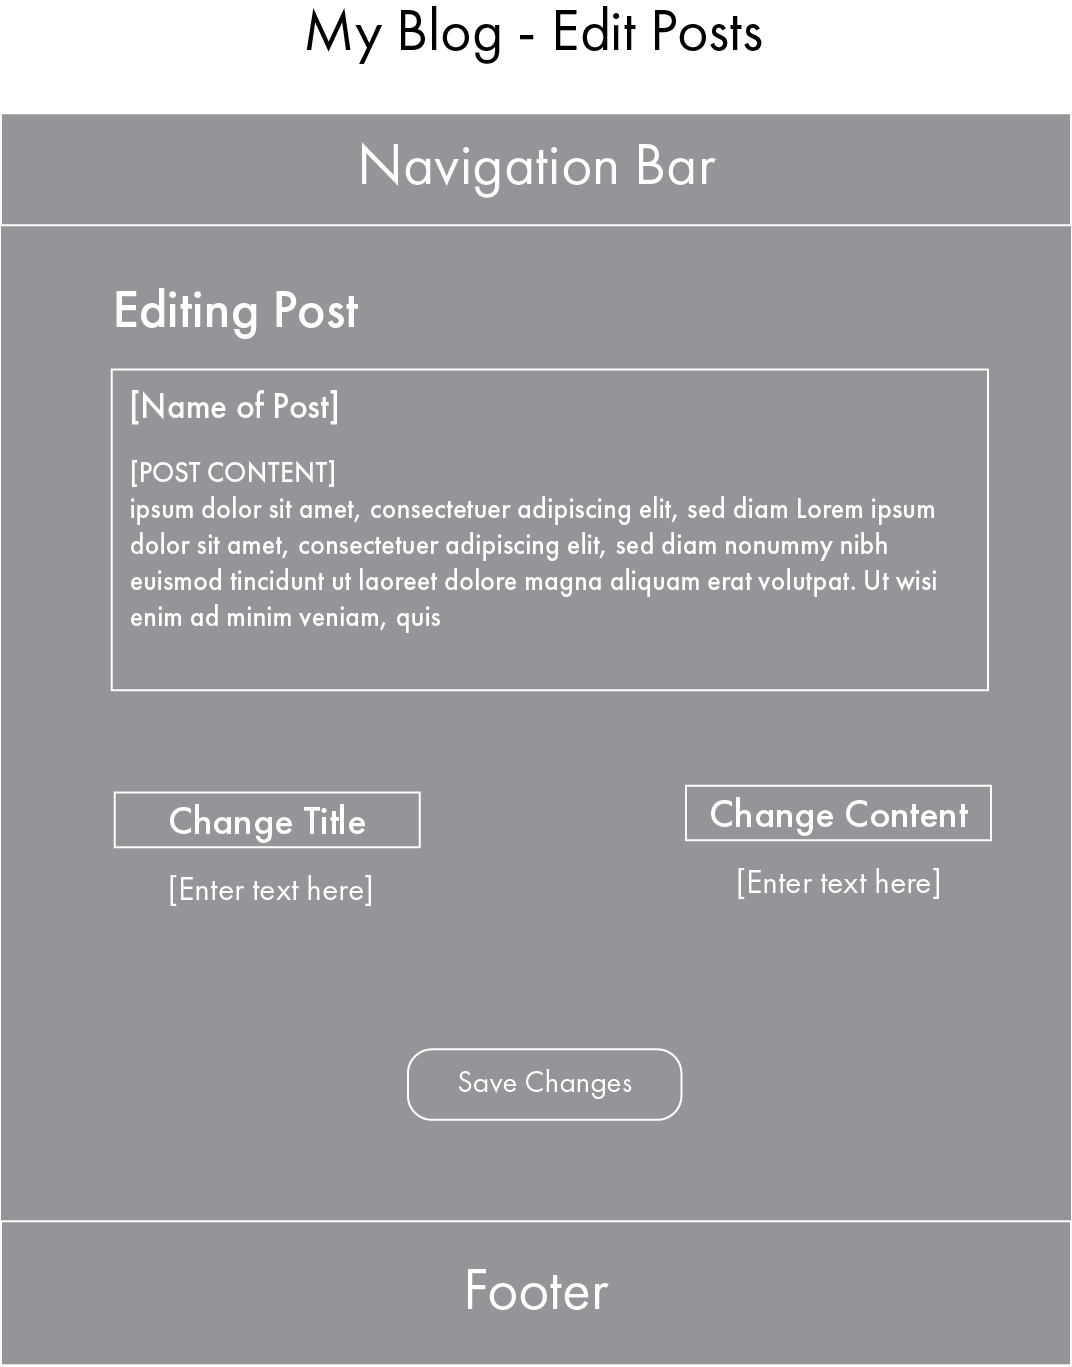 My Blog - Edit Posts
Navigation Bar
Editing Post
[Name of Post]
[POST CONTENT]
ipsum dolor sit amet, consectetuer adipiscing elit, sed diam Lorem ipsum
dolor sit amet, consectetuer adipiscing elit, sed diam nonummy nibh
euismod tincidunt ut laoreet dolore magna aliquam erat volutpat. Ut wisi
enim ad minim veniam, quis
Change Title
[Enter text here]
Change Content
[Enter text here]
Save Changes
Footer